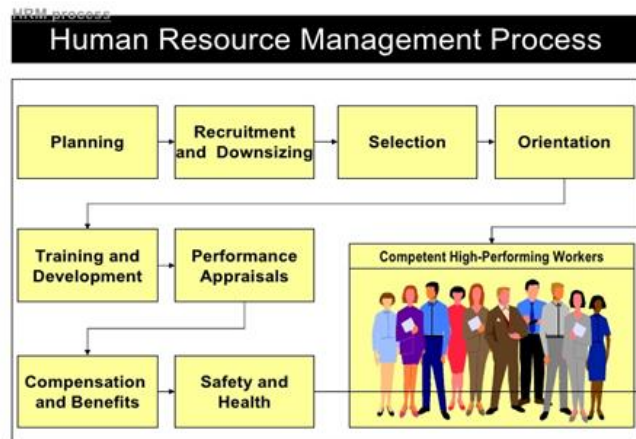 HRM process
Human Resource Management Process
Planning
Recruitment
and Downsizing
Selection
Orientation
Training and
Development
Performance
Appraisals
Competent High-Performing Workers
Compensation
and Benefits
Safety and
Health